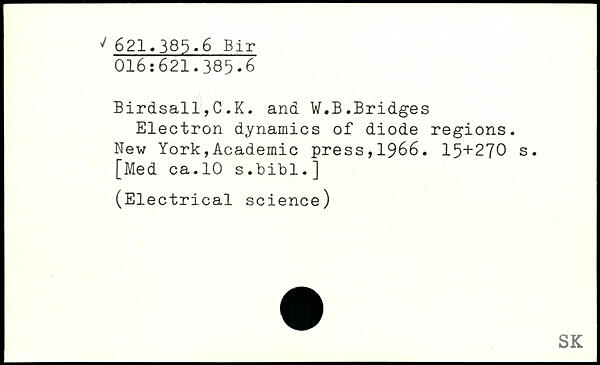 ✓ 621.385.6 Bir
016:621.385.6
Birdsall,C.K. and W.B.Bridges
Electron dynamics of diode regions.
New York,Academic press,1966. 15+270 s.
[Med ca.10 s.bibl.]
(Electrical science)
SK